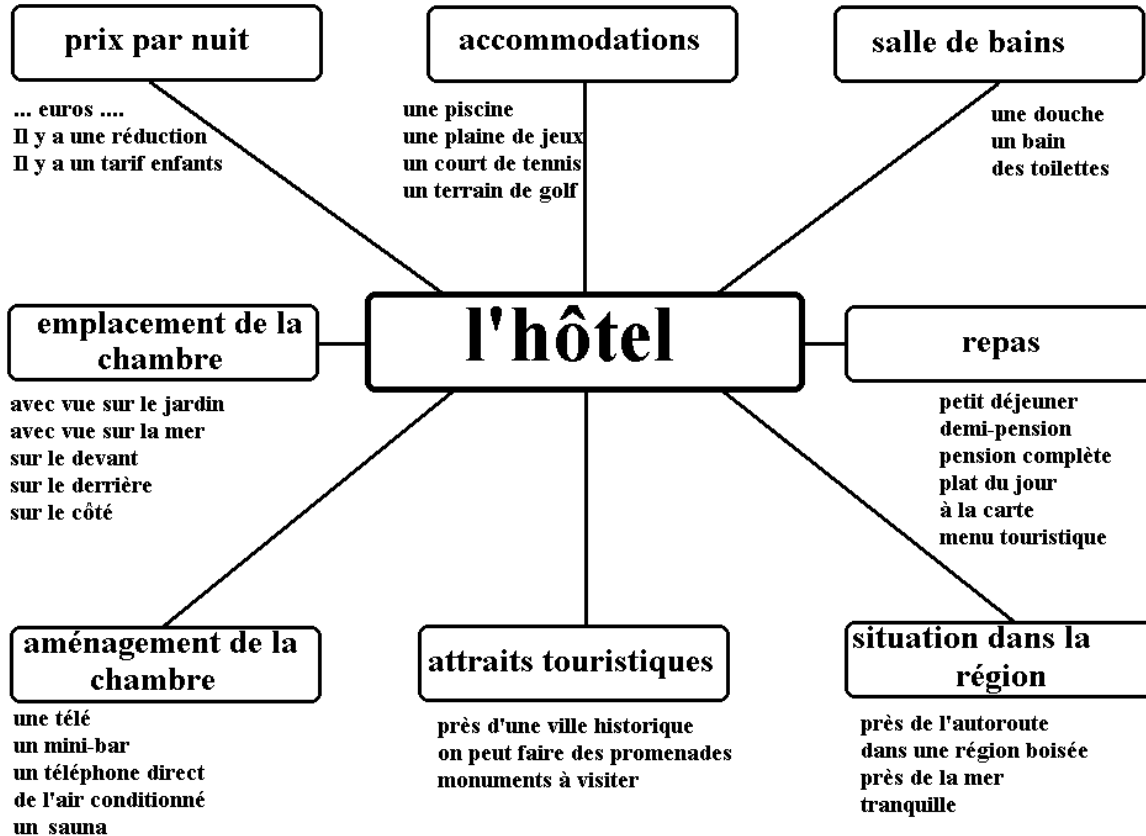 prix par nuit
... euros ....
Il y a une réduction
Il y a un tarif enfants
accommodations
une piscine
une plaine de jeux
un court de tennis
un terrain de golf
salle de bains
une douche
un bain
des toilettes
l'hôtel
emplacement de la
chambre
avec vue sur le jardin
avec vue sur la mer
sur le devant
sur le derrière
sur le côté
repas
petit déjeuner
demi-pension
pension complète
plat du jour
à la carte
menu touristique
aménagement de la
chambre
une télé
un mini-bar
un téléphone direct
de l'air conditionné
un sauna
attraits touristiques
près d'une ville historique
on peut faire des promenades
monuments à visiter
situation dans la
région
près de l'autoroute
dans une région boisée
près de la mer
tranquille